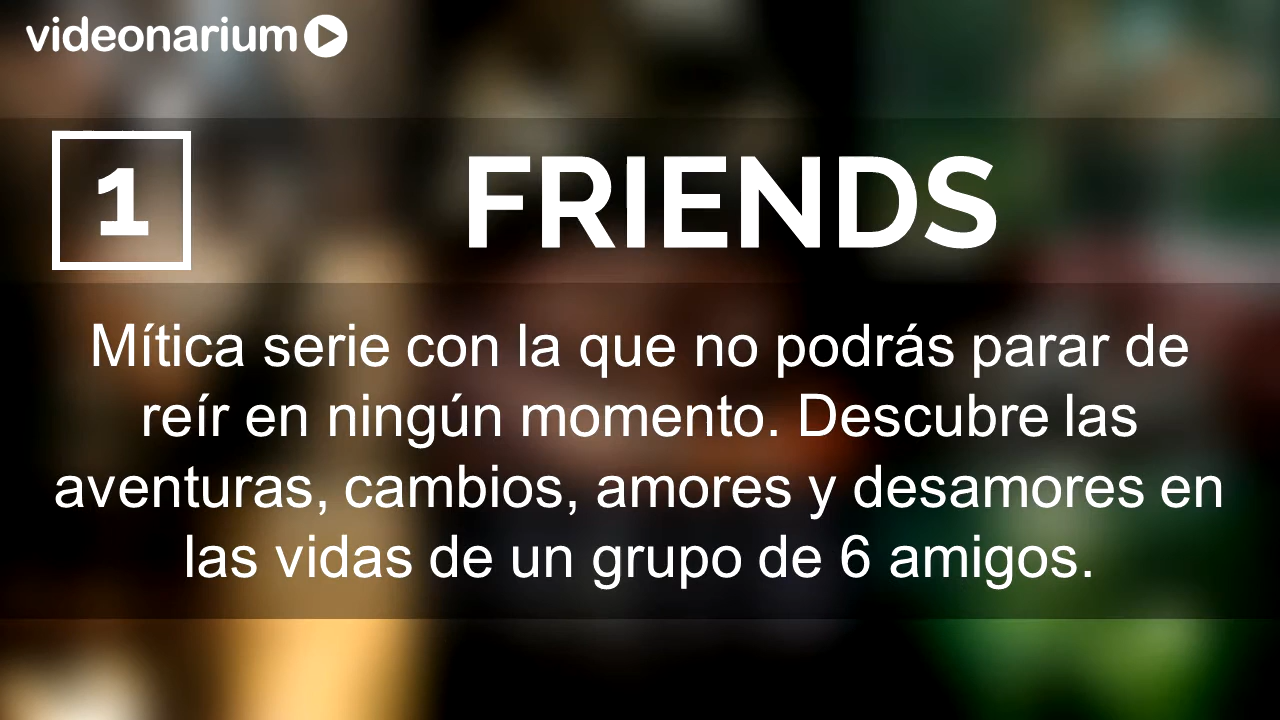 videonarium
1
FRIENDS
Mítica serie con la que no podrás parar de
reír en ningún momento. Descubre las
aventuras, cambios, amores y desamores en
las vidas de un grupo de 6 amigos.